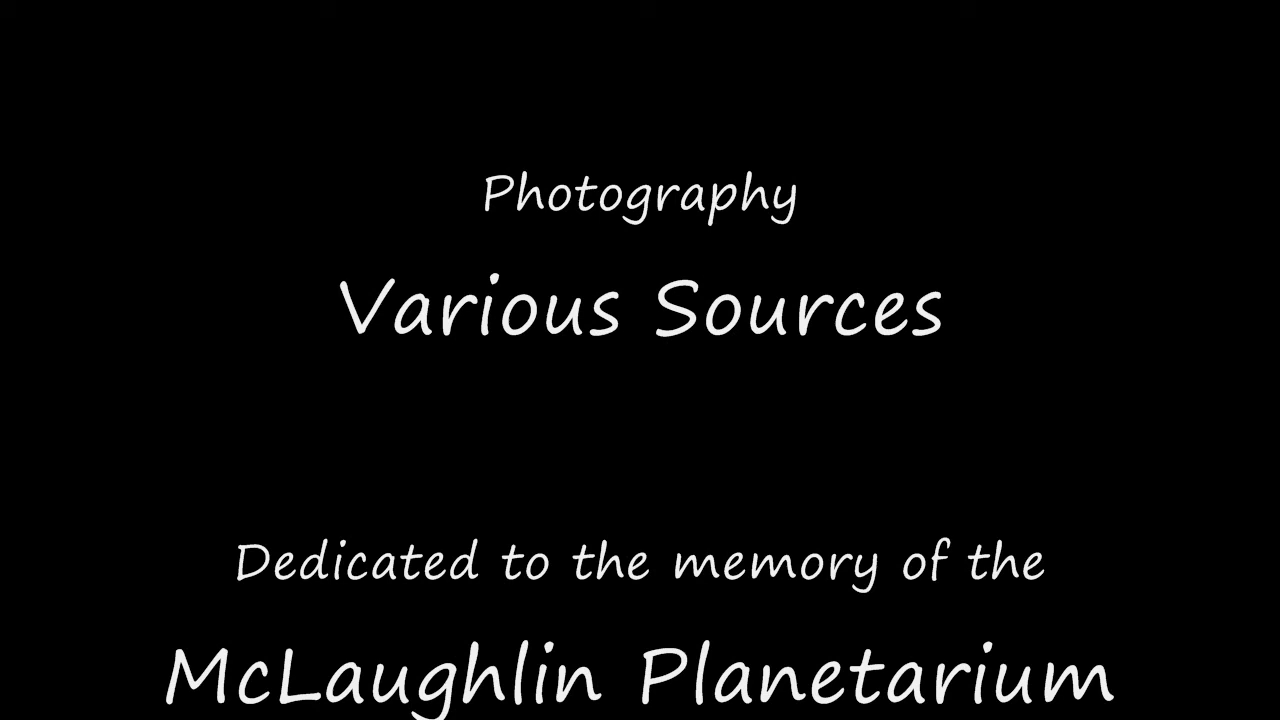 Photography
Various Sources
Dedicated to the memory of the
McLaughlin Planetarium